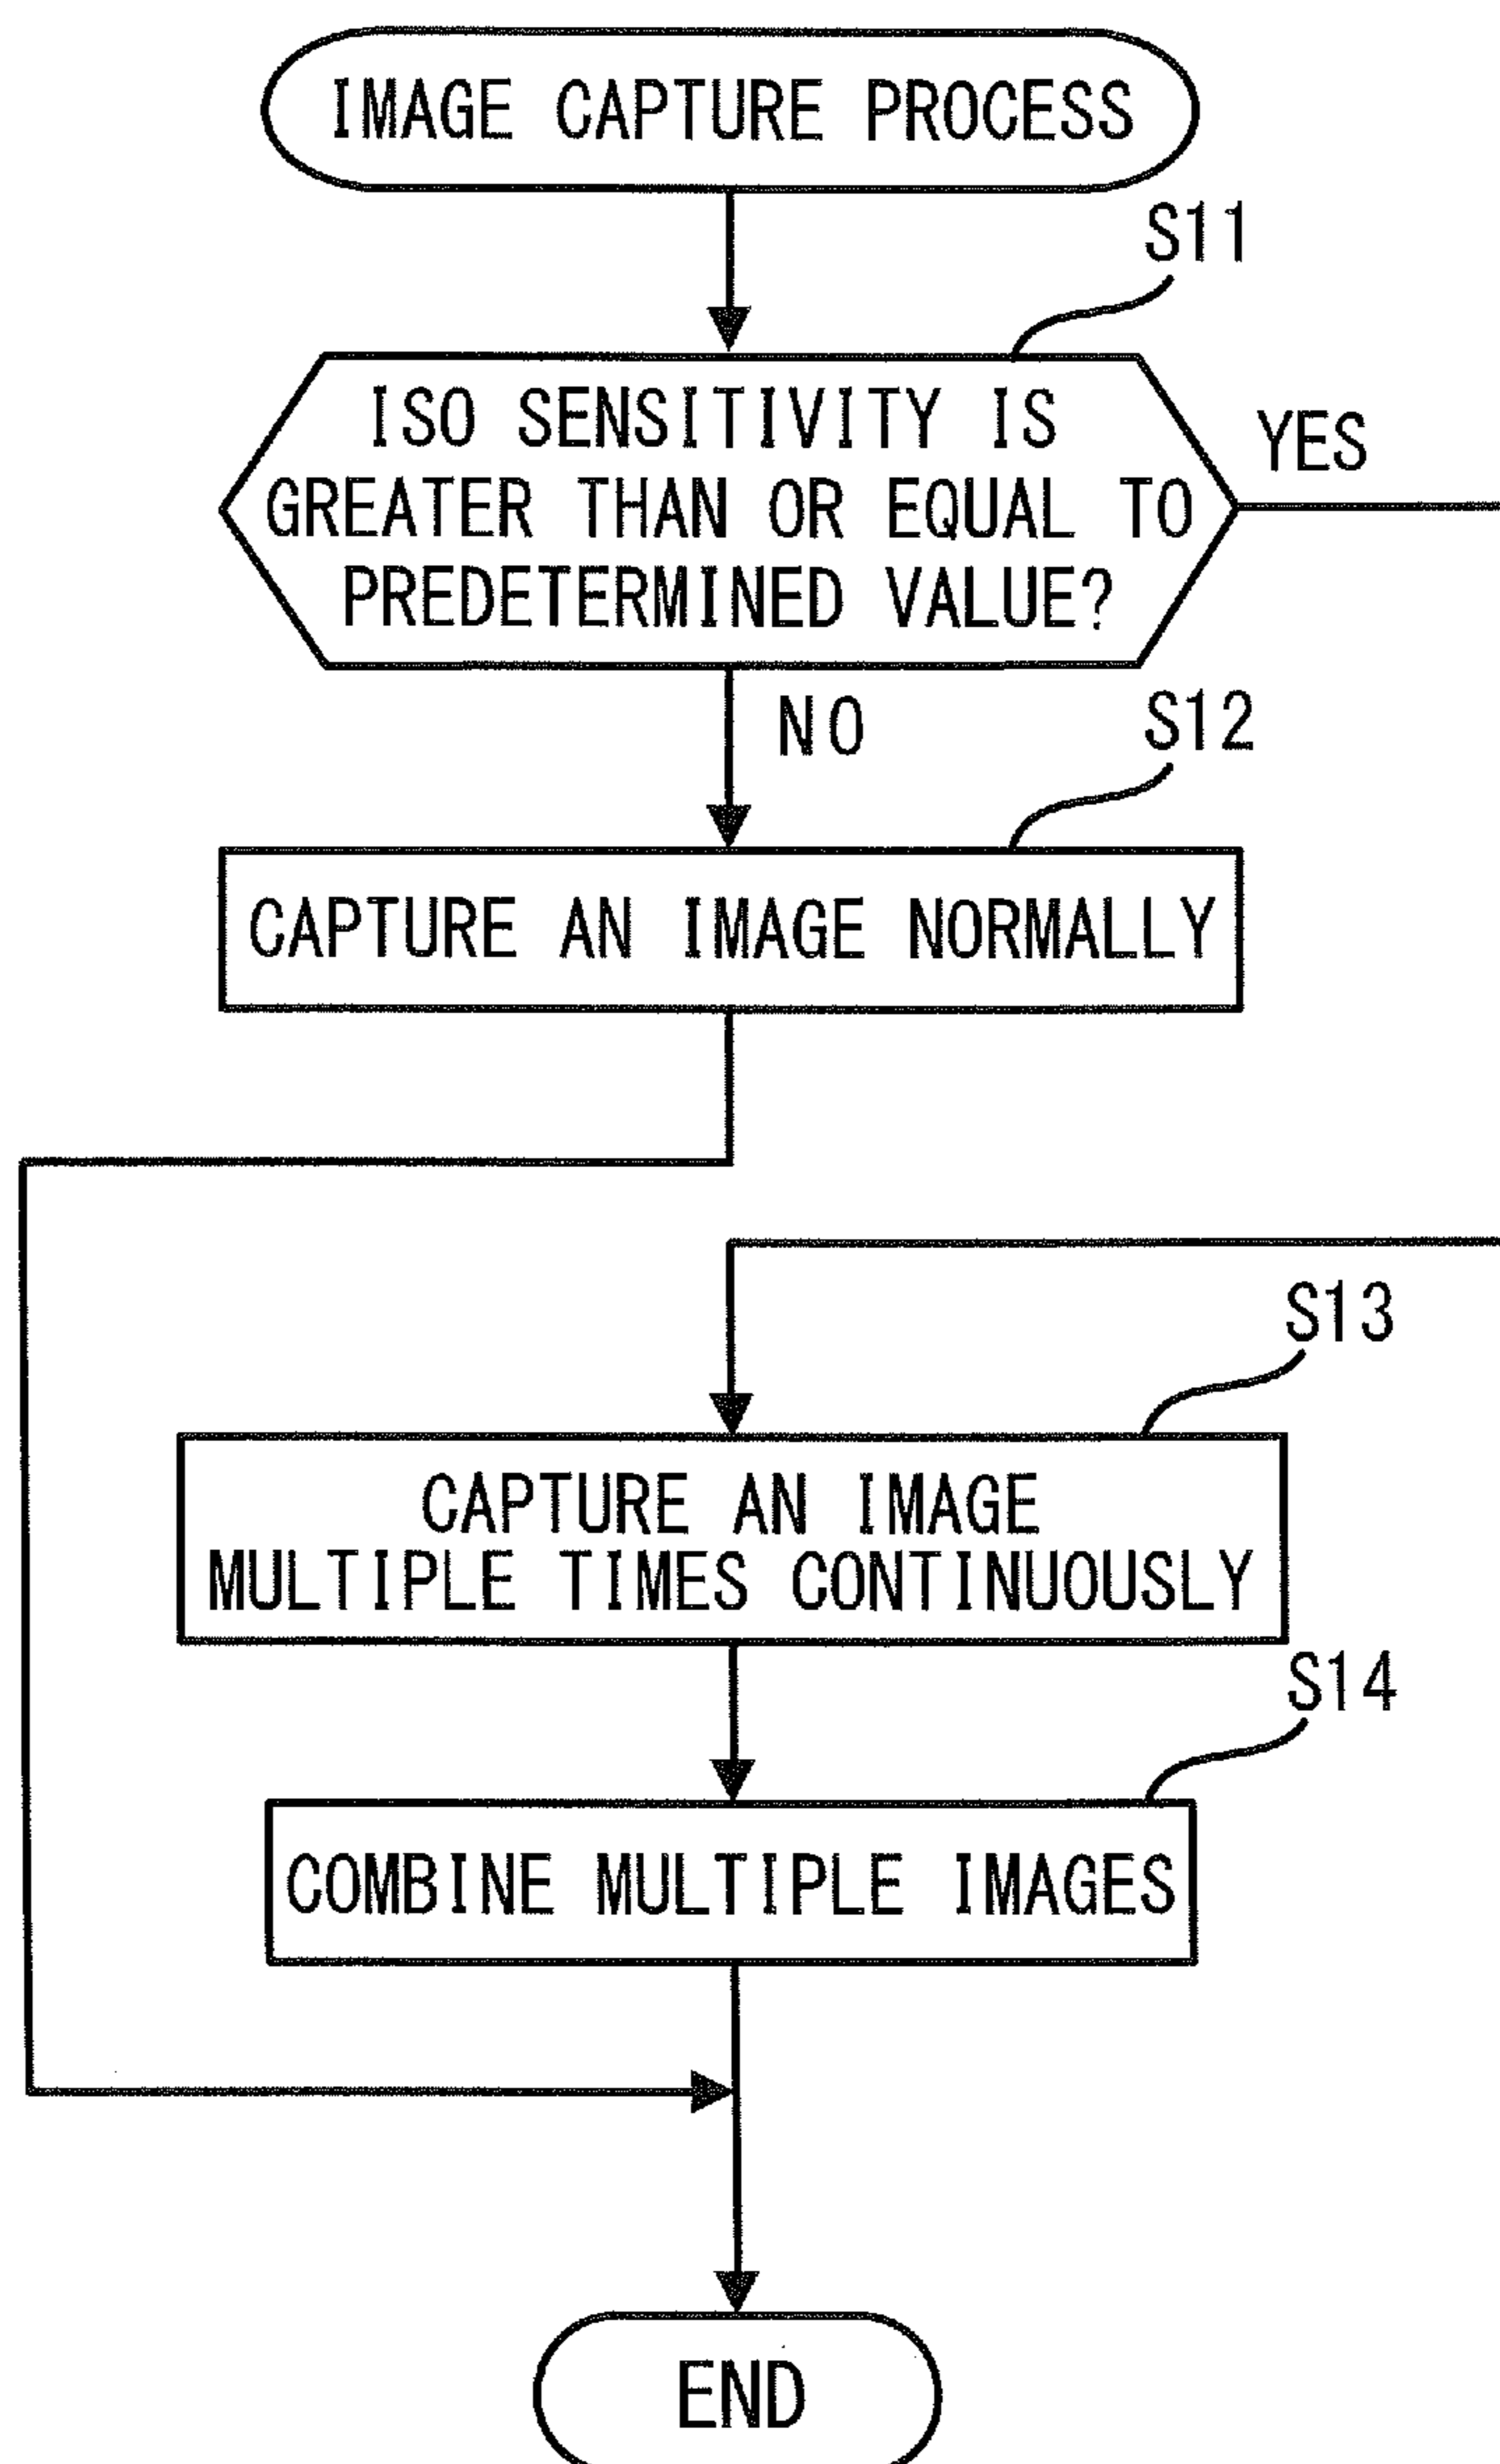 IMAGE CAPTURE PROCESS
S11
ISO SENSITIVITY IS
GREATER THAN OR EQUAL TO
PREDETERMINED VALUE?
YES
NO
S12
CAPTURE AN IMAGE NORMALLY
S13
CAPTURE AN IMAGE
MULTIPLE TIMES CONTINUOUSLY
S14
COMBINE MULTIPLE IMAGES
END